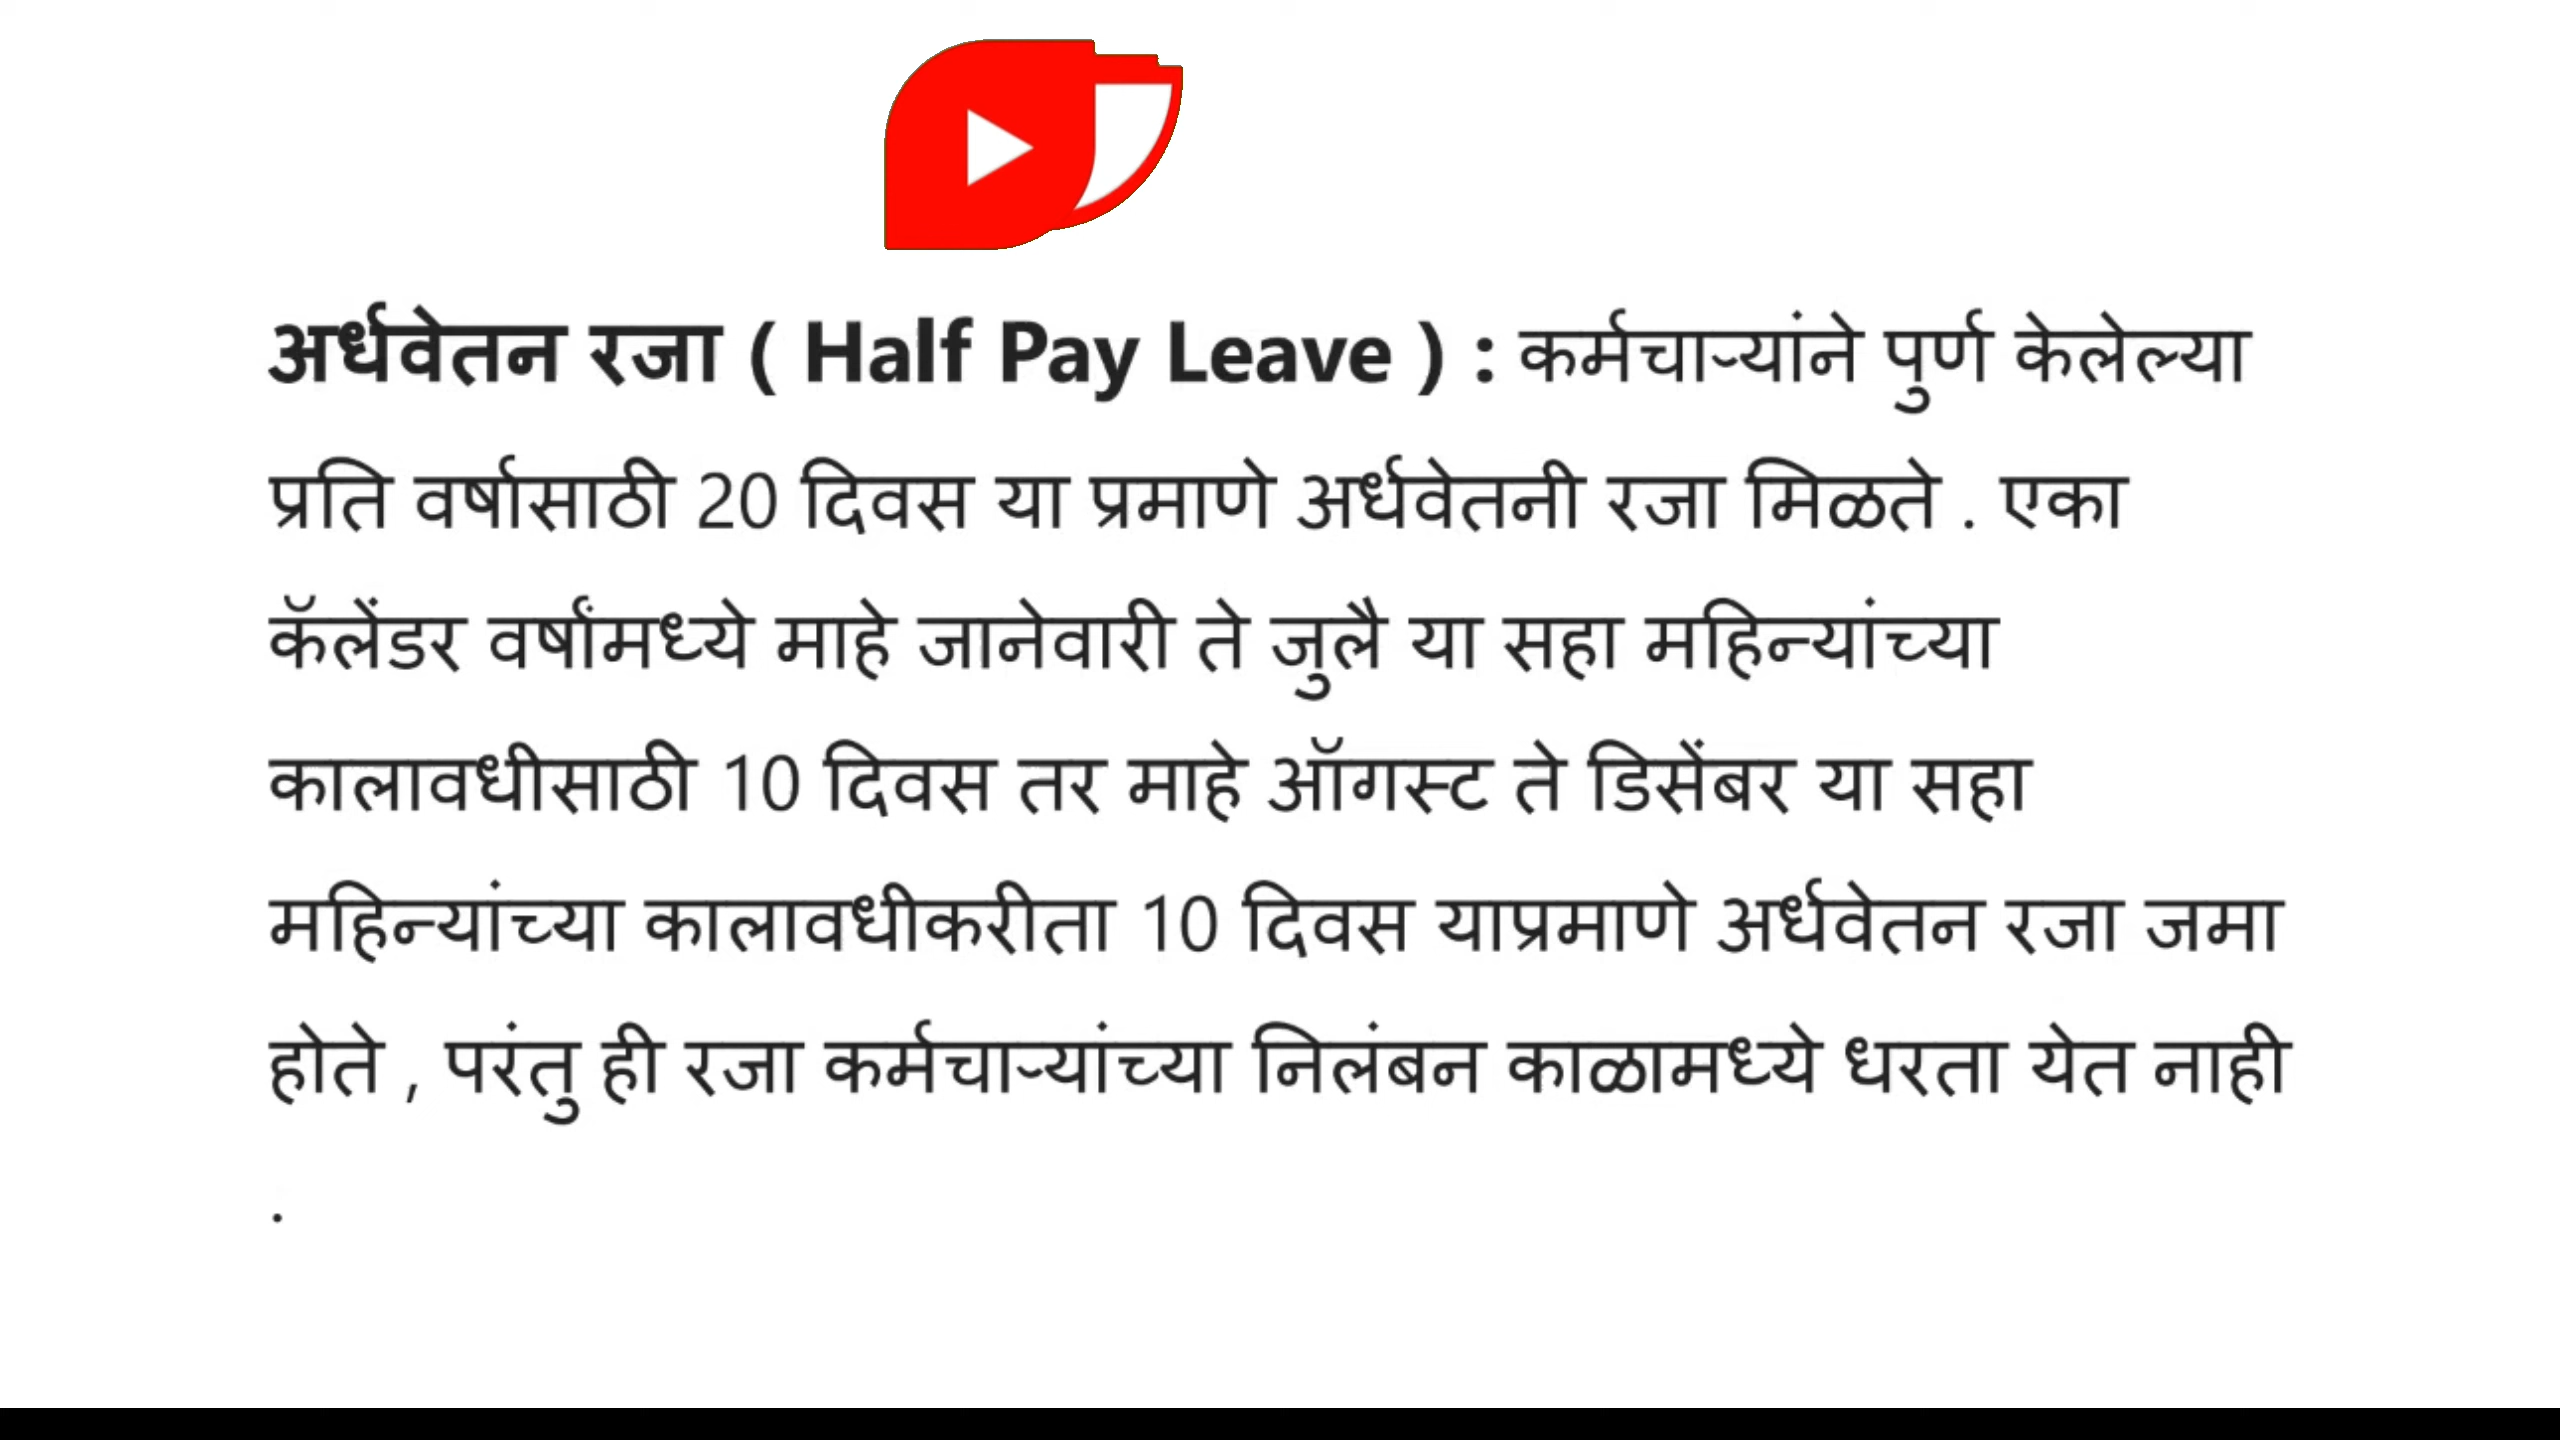 अर्धवेतन रजा ( Half Pay Leave ) : कर्मचाऱ्यांने पुर्ण केलेल्या
प्रति वर्षासाठी 20 दिवस या प्रमाणे अर्धवेतनी रजा मिळते . एका
कॅलेंडर वर्षांमध्ये माहे जानेवारी ते जुलै या सहा महिन्यांच्या
कालावधीसाठी 10 दिवस तर माहे ऑगस्ट ते डिसेंबर या सहा
महिन्यांच्या कालावधीकरीता 10 दिवस याप्रमाणे अर्धवेतन रजा जमा
होते , परंतु ही रजा कर्मचाऱ्यांच्या निलंबन काळामध्ये धरता येत नाही
.